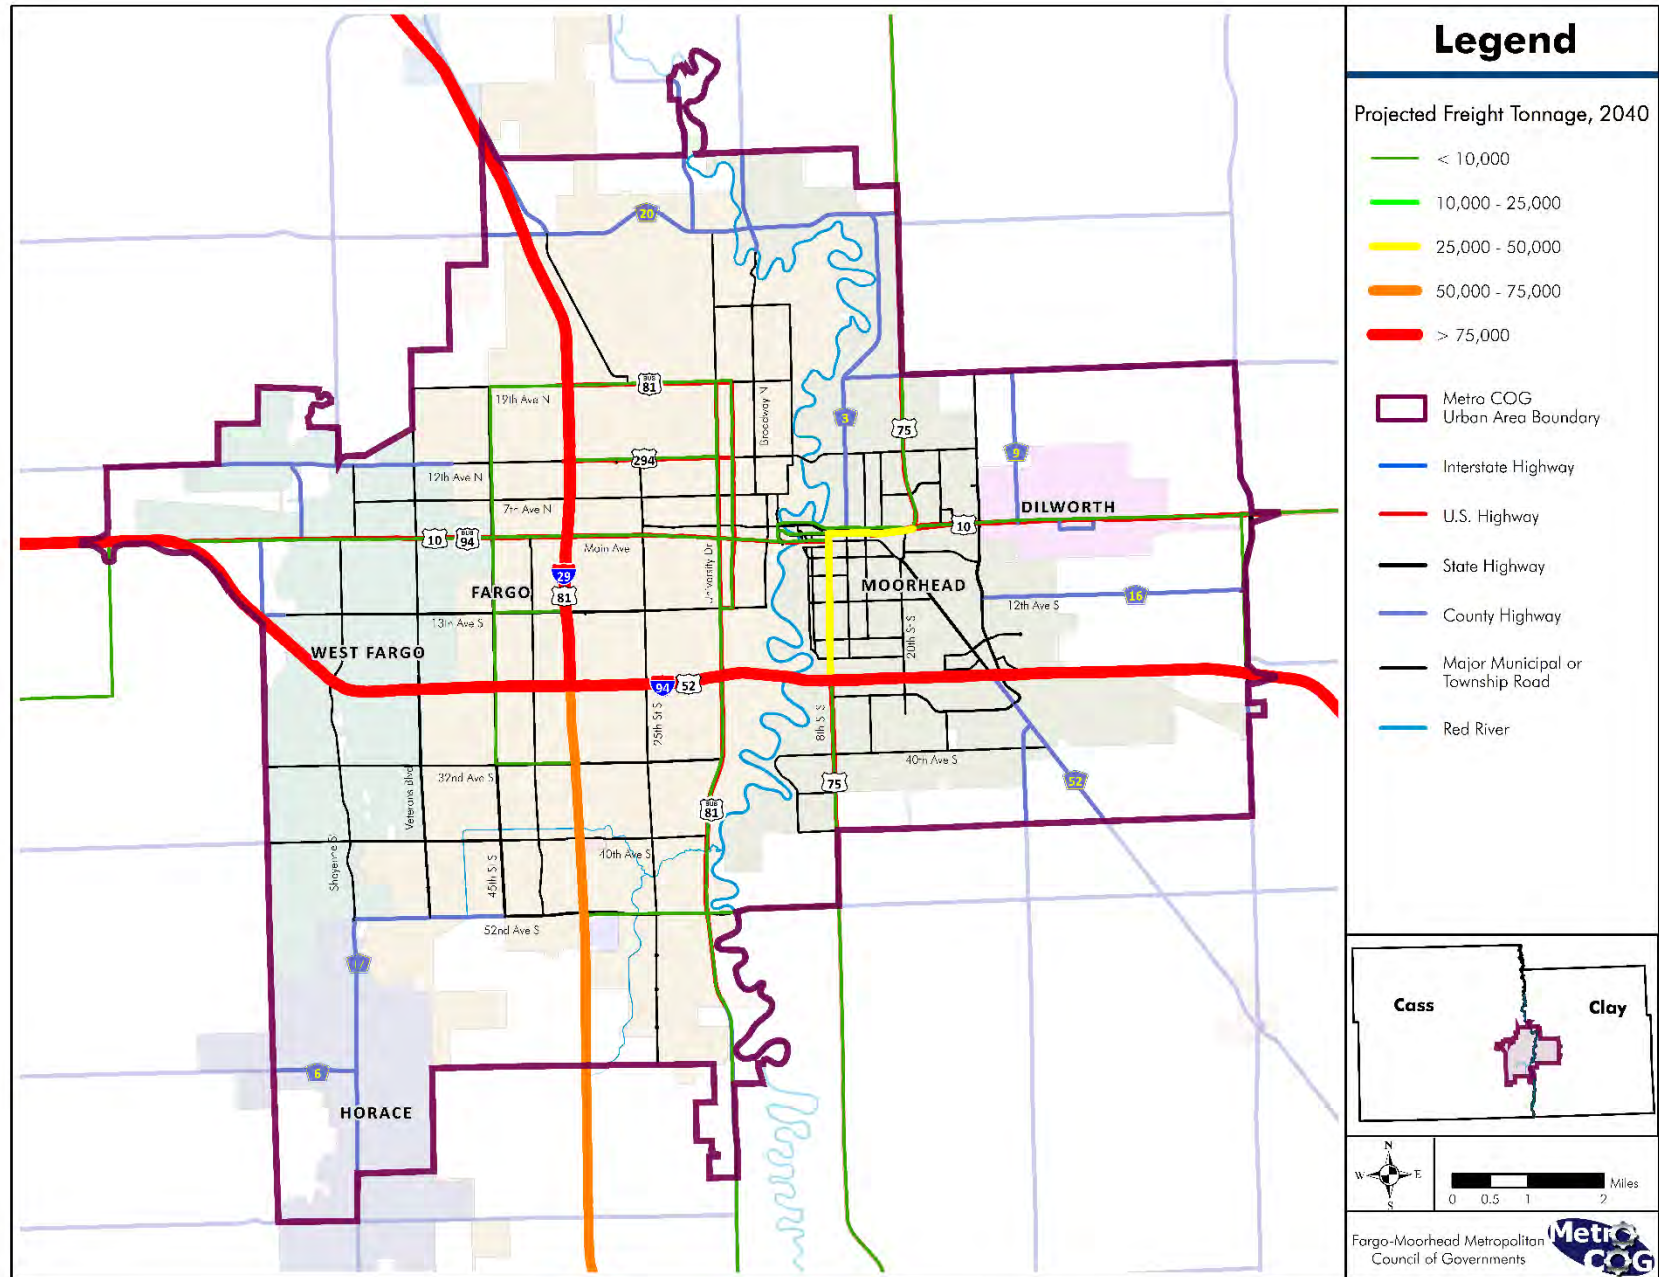 Legend
Projected Freight Tonnage, 2040
< 10,000
10,000 - 25,000
25,000 - 50,000
50,000 - 75,000
> 75,000
Metro COG
Urban Area Boundary
Interstate Highway
U.S. Highway
State Highway
County Highway
Major Municipal or
Township Road
Red River
Cass
Clay
N
W
E
S
0
0.5
1
2
Miles
Fargo-Moorhead Metropolitan
Council of Governments
Metro
COG
20
BUS
81
19th Ave N
Broadway N
3
75
294
9
12th Ave N
7th Ave N
DILWORTH
10
10
BUS
94
Main Ave
University Dr
29
81
FARGO
MOORHEAD
16
12th Ave S
13th Ave S
20th St S
WEST FARGO
94
52
25th St S
8th S S
40th Ave S
32nd Ave S
75
52
Veterans Blvd
BUS
81
Sheyenne S
45th S S
40th Ave S
52nd Ave S
17
6
HORACE